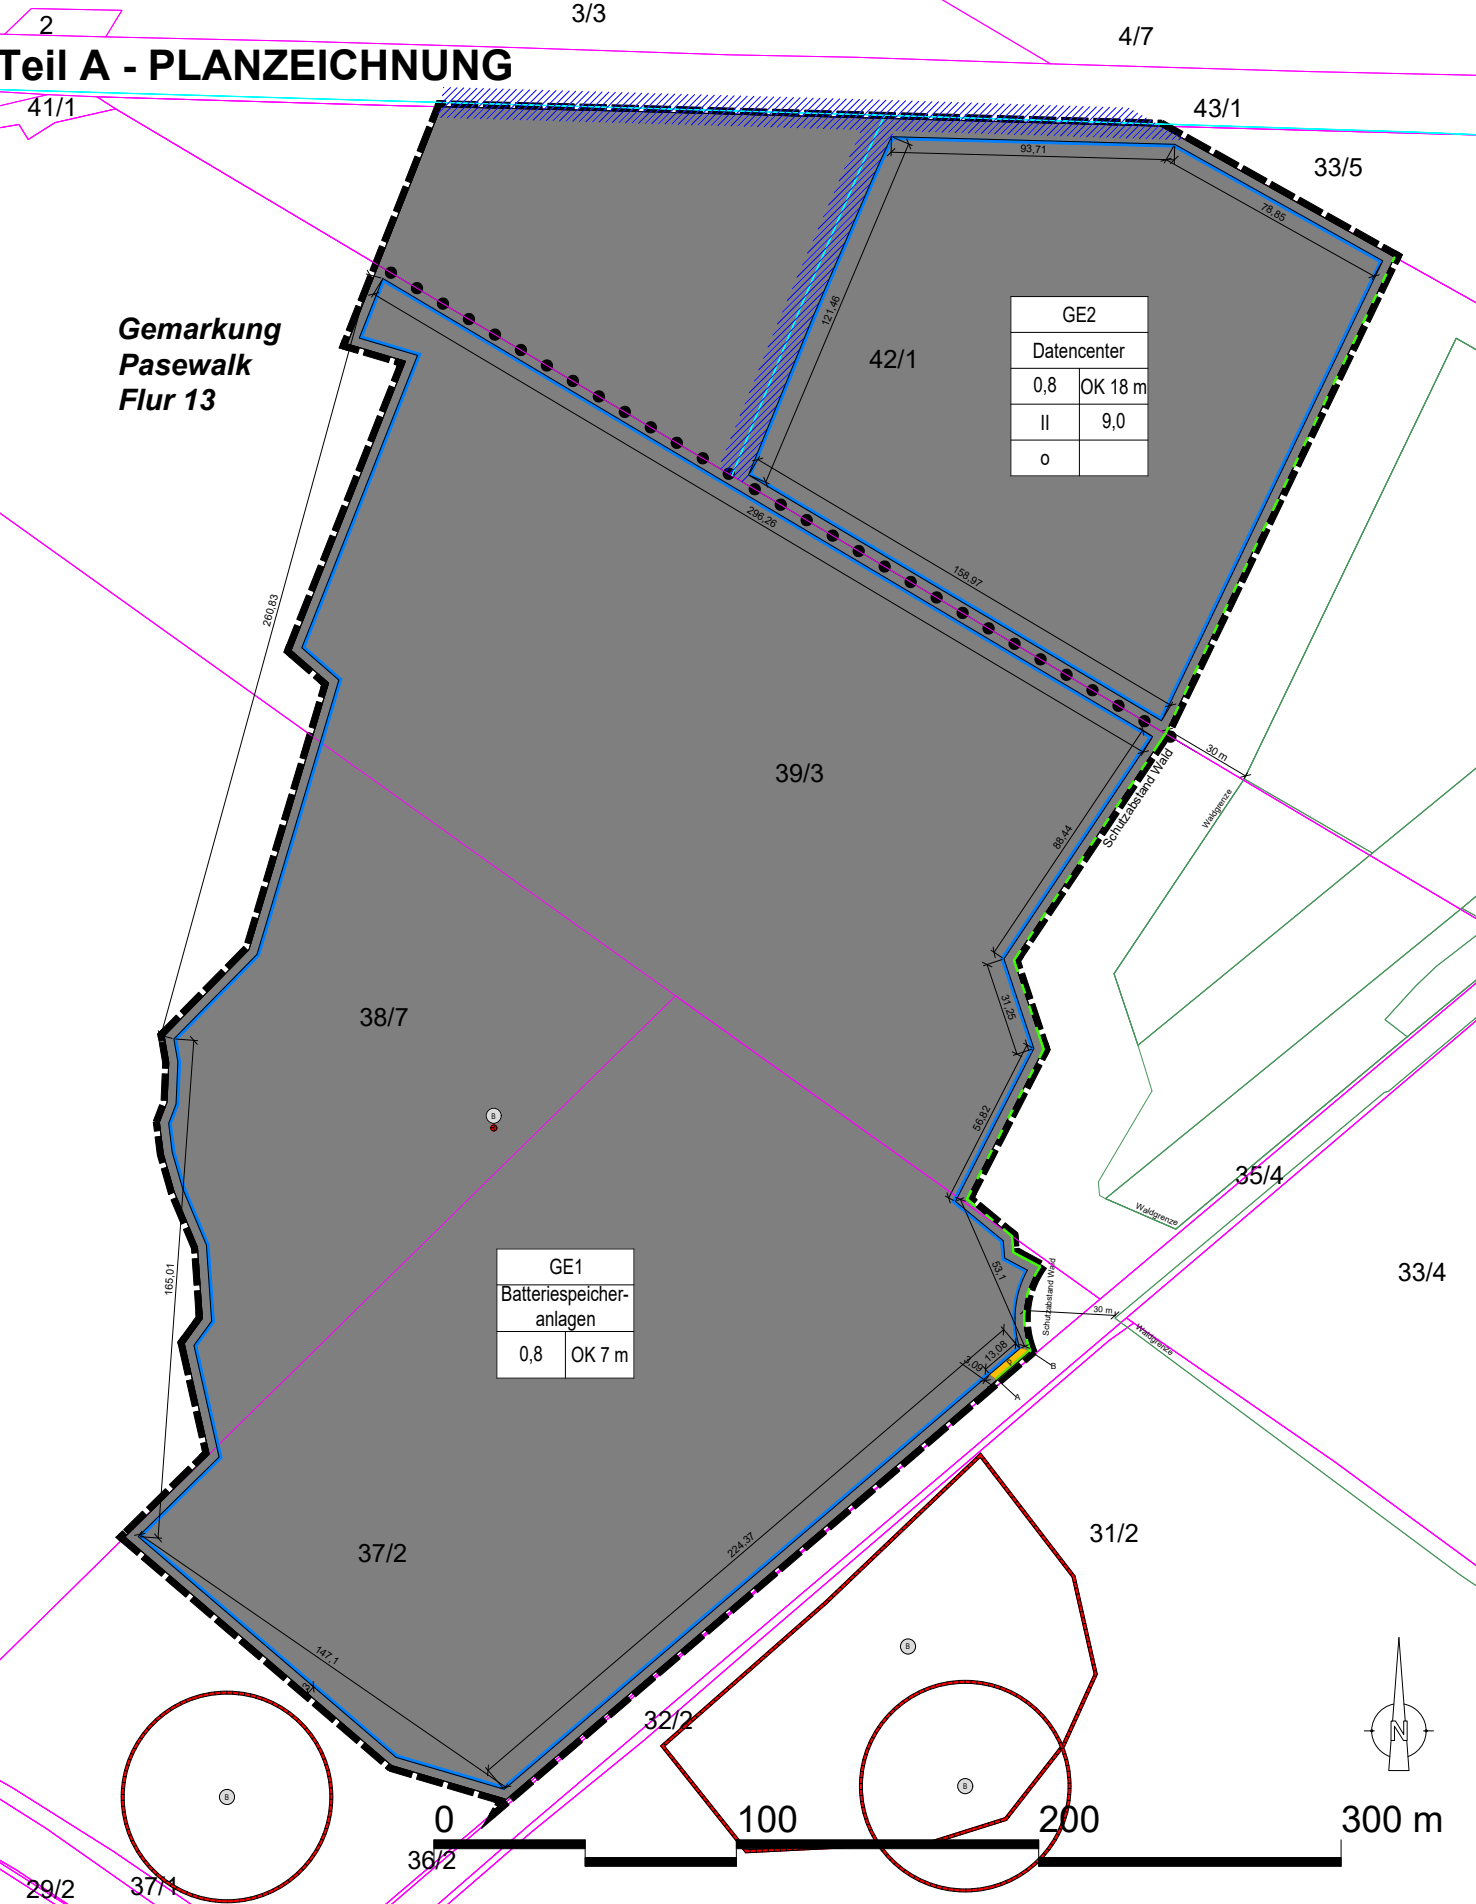 2
3/3
4/7
Teil A - PLANZEICHNUNG
41/1
43/1
33/5
93,71
78,85
Gemarkung
Pasewalk
Flur 13
121,46
42/1
GE2
Datencenter
0,8 OK 18 m
II 9,0
o
296,26
158,97
260,83
30 m
Schutzabstand Wald
Waldgrenze
39/3
88,44
31,25
38/7
B
56,82
35/4
Waldgrenze
53,1
Schutzabstand Wald
33/4
165,01
GE1
Batteriespeicher-
anlagen
0,8 OK 7 m
30 m
Waldgrenze
13,08
3,09
P
B
A
224,37
37/2
31/2
147,1
3
B
32/2
N
B
B
0 100 200 300 m
36/2
29/2
37/1